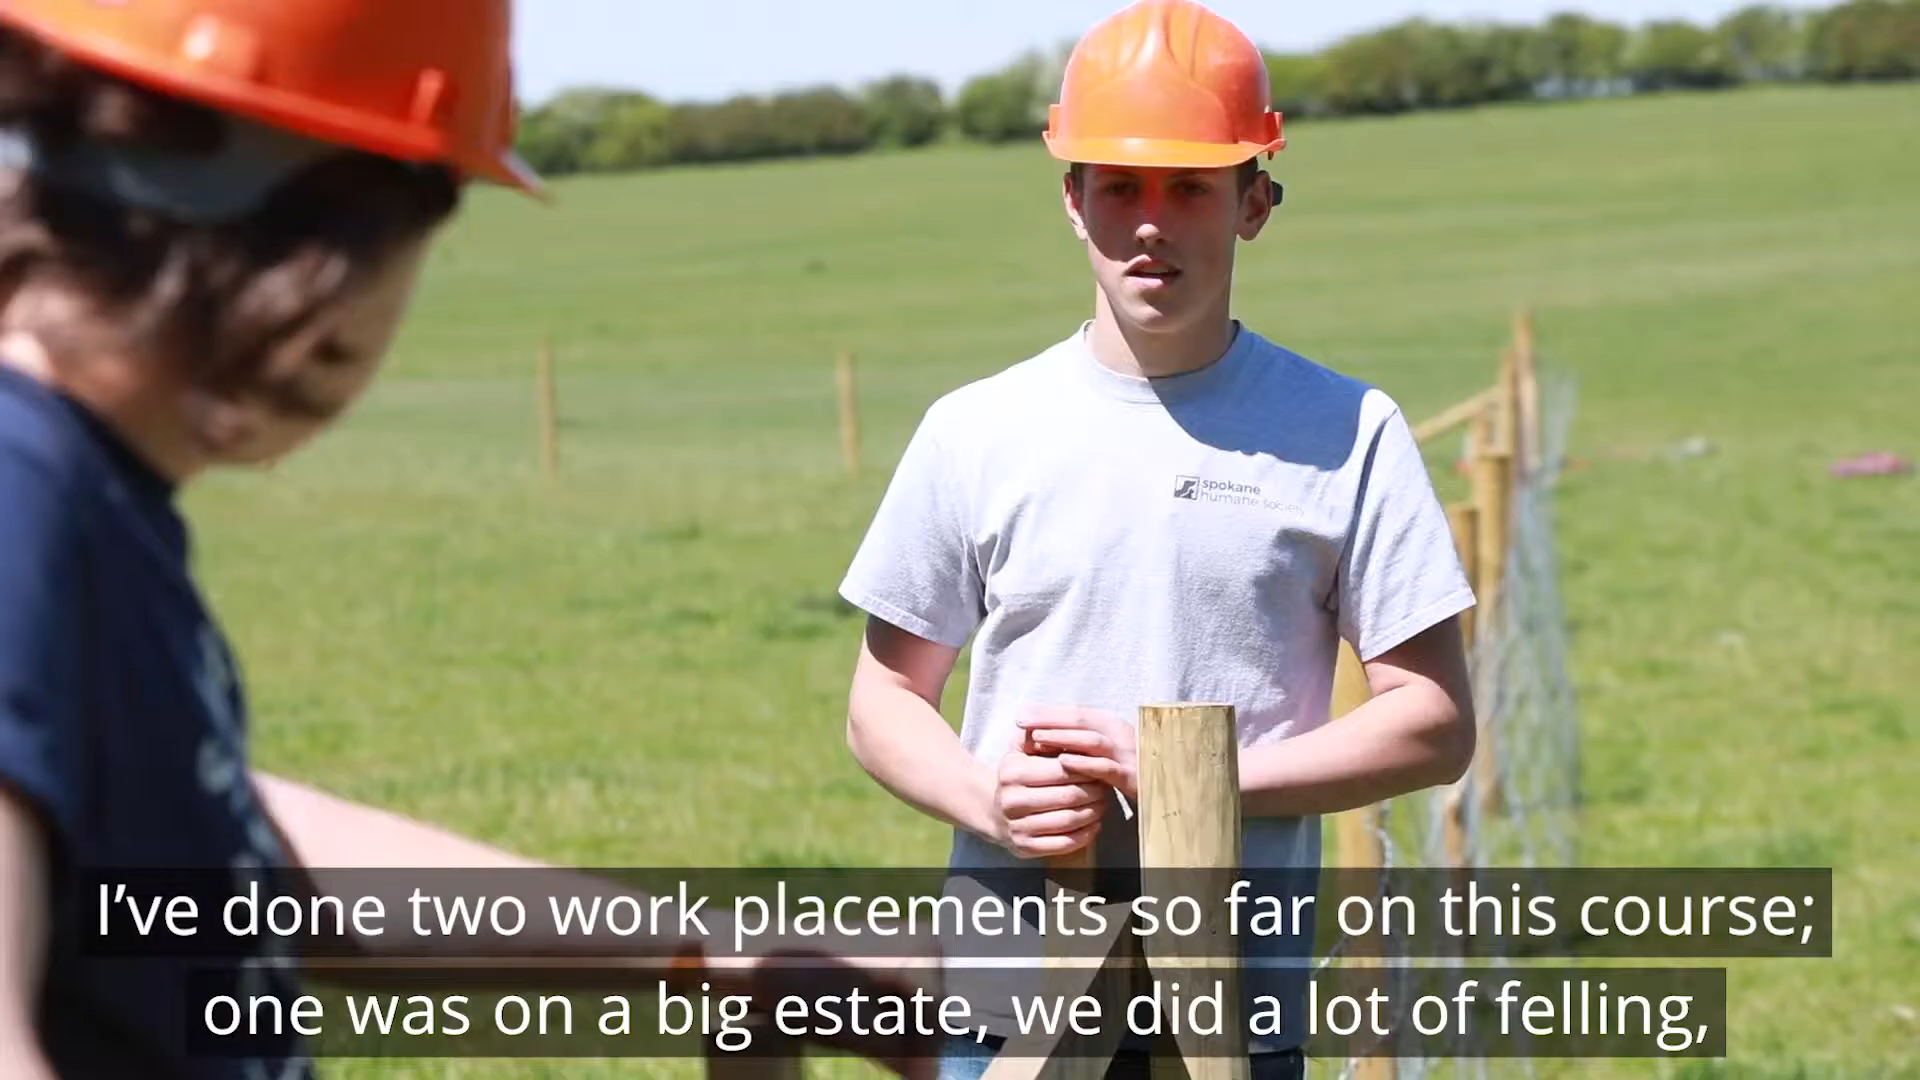 spokane
humane society
I’ve done two work placements so far on this course;
one was on a big estate, we did a lot of felling,